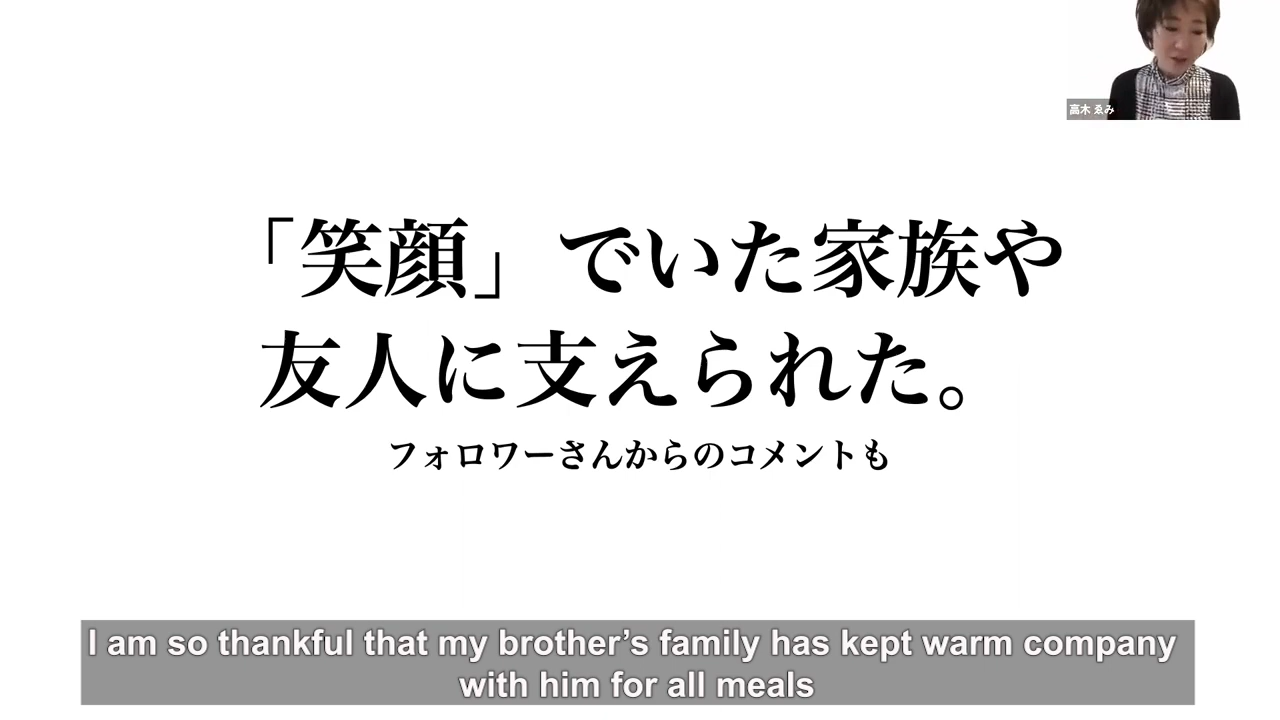 高木 ゑみ
「笑顔」でいた家族や
友人に支えられた。
フォロワーさんからのコメントも
I am so thankful that my brother’s family has kept warm company
with him for all meals